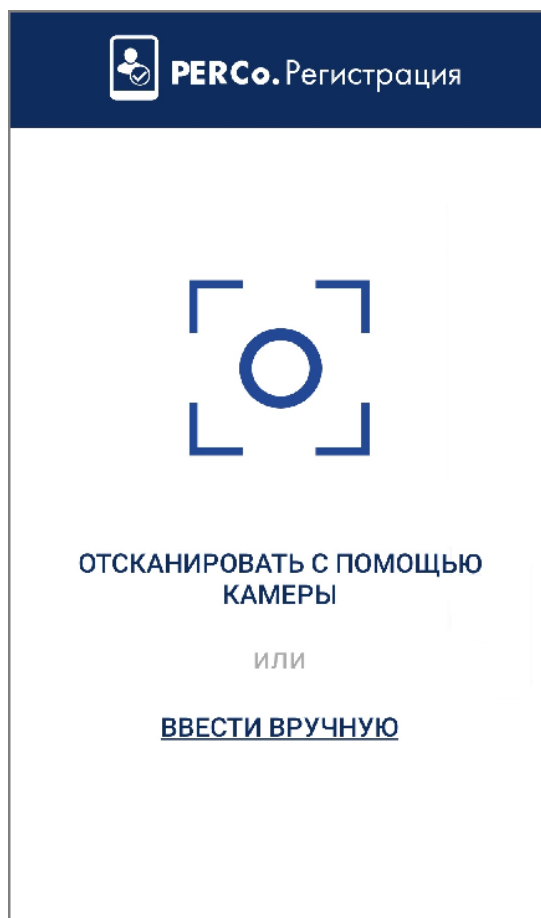 PERCo. Регистрация
ОТСКАНИРОВАТЬ С ПОМОЩЬЮ
КАМЕРЫ
ИЛИ
ВВЕСТИ ВРУЧНУЮ